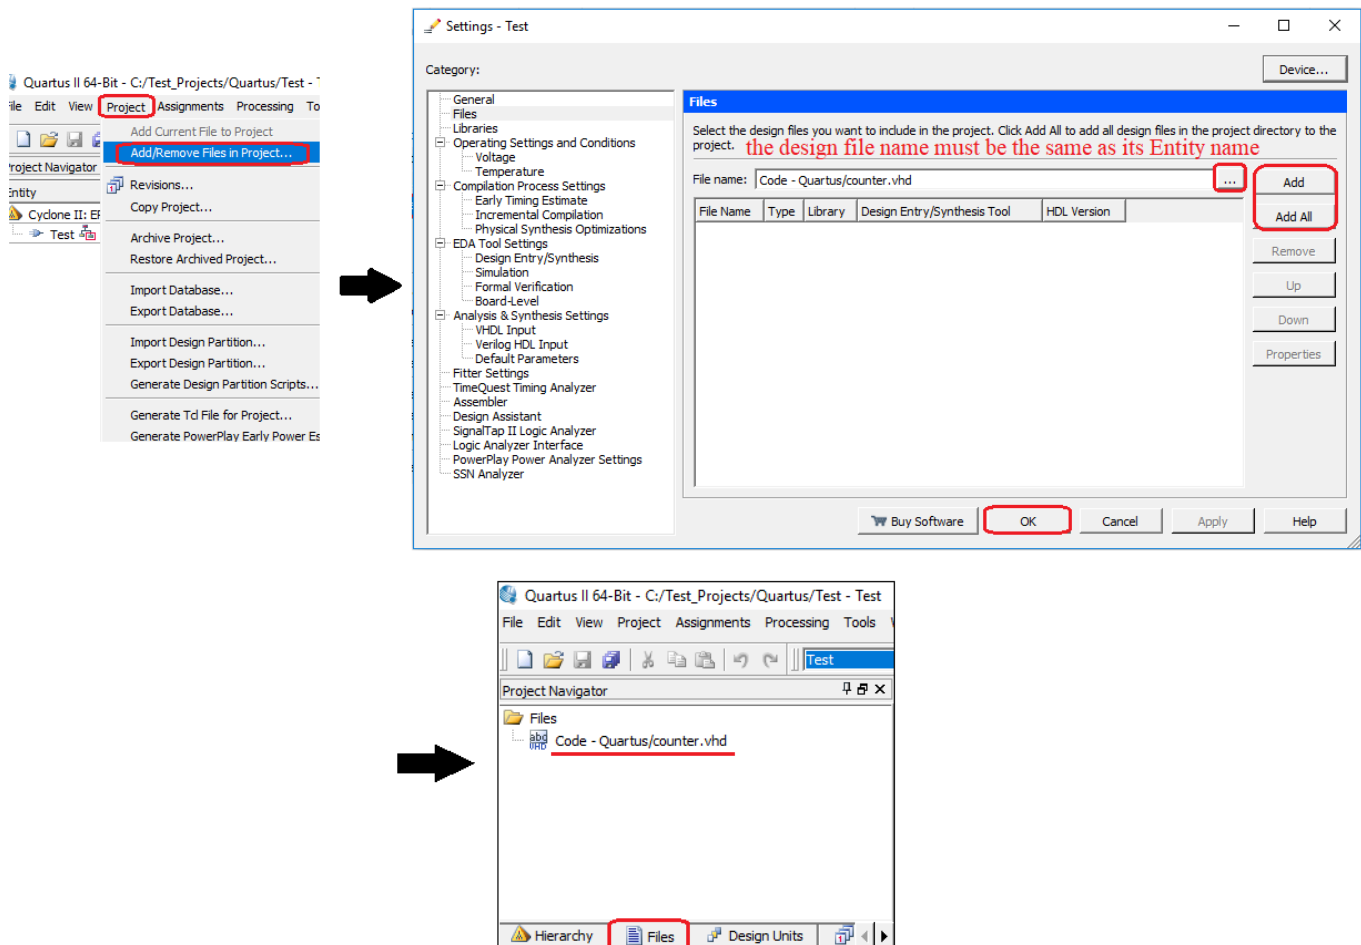 Quartus II 64-Bit - C:/Test_Projects/Quartus/Test -
File Edit View Project Assignments Processing To
Add Current File to Project
Add/Remove Files in Project...
Revisions...
Copy Project...
Archive Project...
Restore Archived Project...
Import Database...
Export Database...
Import Design Partition...
Export Design Partition...
Generate Design Partition Scripts...
Generate Tcl File for Project...
Generate PowerPlay Early Power Es
Project Navigator
Entity
Cyclone II: EP
Test
Settings - Test
Category:
Device...
General
Files
Libraries
Operating Settings and Conditions
Voltage
Temperature
Compilation Process Settings
Early Timing Estimate
Incremental Compilation
Physical Synthesis Optimizations
EDA Tool Settings
Design Entry/Synthesis
Simulation
Formal Verification
Board-Level
Analysis & Synthesis Settings
VHDL Input
Verilog HDL Input
Default Parameters
Fitter Settings
TimeQuest Timing Analyzer
Assembler
Design Assistant
SignalTap II Logic Analyzer
Logic Analyzer Interface
PowerPlay Power Analyzer Settings
SSN Analyzer
Files
Select the design files you want to include in the project. Click Add All to add all design files in the project directory to the
project.
the design file name must be the same as its Entity name
File name: Code - Quartus/counter.vhd ... Add
File Name Type Library Design Entry/Synthesis Tool HDL Version
Add All
Remove
Up
Down
Properties
Buy Software OK Cancel Apply Help
Quartus II 64-Bit - C:/Test_Projects/Quartus/Test - Test
File Edit View Project Assignments Processing Tools
Test
Project Navigator
Files
abd VHD Code - Quartus/counter.vhd
Hierarchy Files Design Units